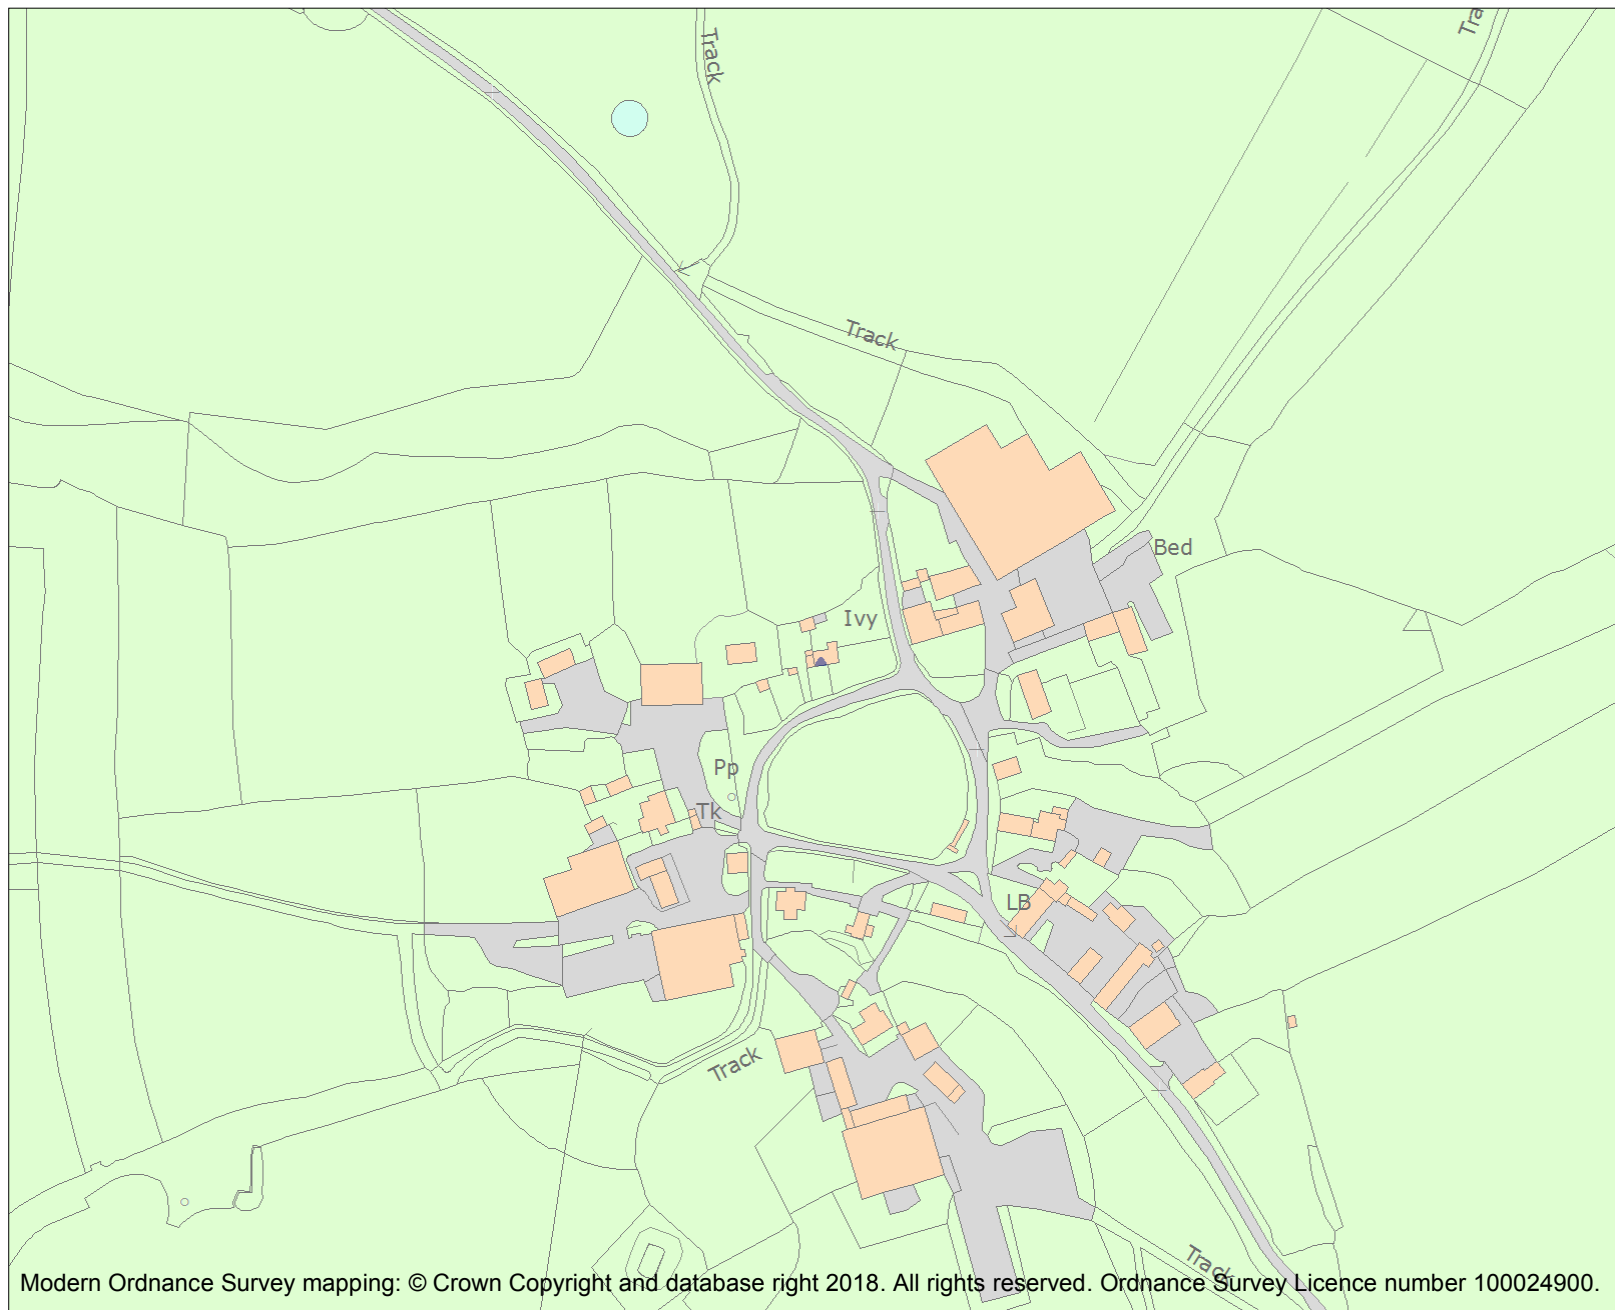 Track
Tra
Track
Bed
Ivy
Pp
Tk
LB
Track
Track
Modern Ordnance Survey mapping: © Crown Copyright and database right 2018. All rights reserved. Ordnance Survey Licence number 100024900.